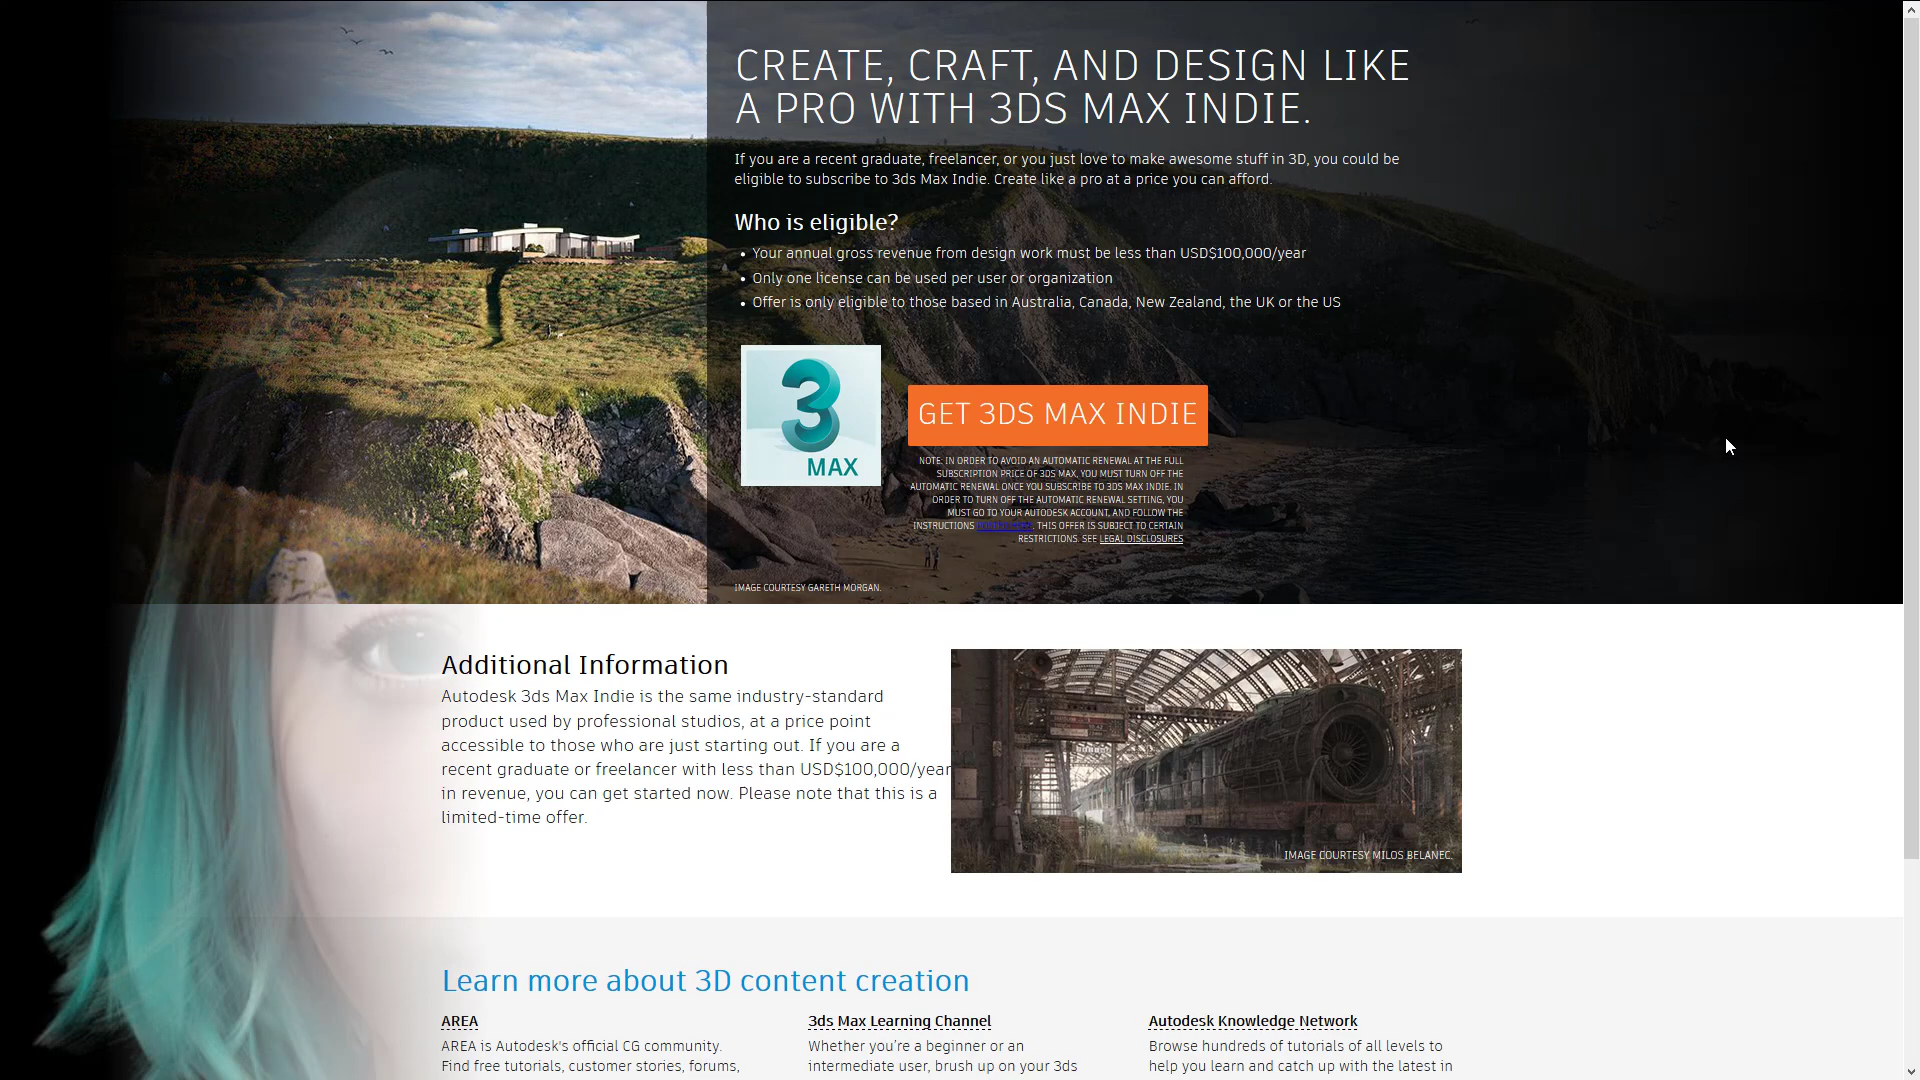 CREATE, CRAFT, AND DESIGN LIKE
A PRO WITH 3DS MAX INDIE.
If you are a recent graduate, freelancer, or you just love to make awesome stuff in 3D, you could be
eligible to subscribe to 3ds Max Indie. Create like a pro at a price you can afford.
Who is eligible?
• Your annual gross revenue from design work must be less than USD$100,000/year
• Only one license can be used per user or organization
• Offer is only eligible to those based in Australia, Canada, New Zealand, the UK or the US
3
MAX
GET 3DS MAX INDIE
NOTE: IN ORDER TO AVOID AN AUTOMATIC RENEWAL AT THE FULL
SUBSCRIPTION PRICE OF 3DS MAX, YOU MUST TURN OFF THE
AUTOMATIC RENEWAL ONCE YOU SUBSCRIBE TO 3DS MAX INDIE. IN
ORDER TO TURN OFF THE AUTOMATIC RENEWAL SETTING, YOU
MUST GO TO YOUR AUTODESK ACCOUNT, AND FOLLOW THE
INSTRUCTIONS . THIS OFFER IS SUBJECT TO CERTAIN
RESTRICTIONS. SEE LEGAL DISCLOSURES
IMAGE COURTESY GARETH MORGAN.
Additional Information
Autodesk 3ds Max Indie is the same industry-standard
product used by professional studios, at a price point
accessible to those who are just starting out. If you are a
recent graduate or freelancer with less than USD$100,000/year
in revenue, you can get started now. Please note that this is a
limited-time offer.
IMAGE COURTESY MILOS BELANEC.
Learn more about 3D content creation
AREA
AREA is Autodesk's official CG community.
Find free tutorials, customer stories, forums,
3ds Max Learning Channel
Whether you're a beginner or an
intermediate user, brush up on your 3ds
Autodesk Knowledge Network
Browse hundreds of tutorials of all levels to
help you learn and catch up with the latest in